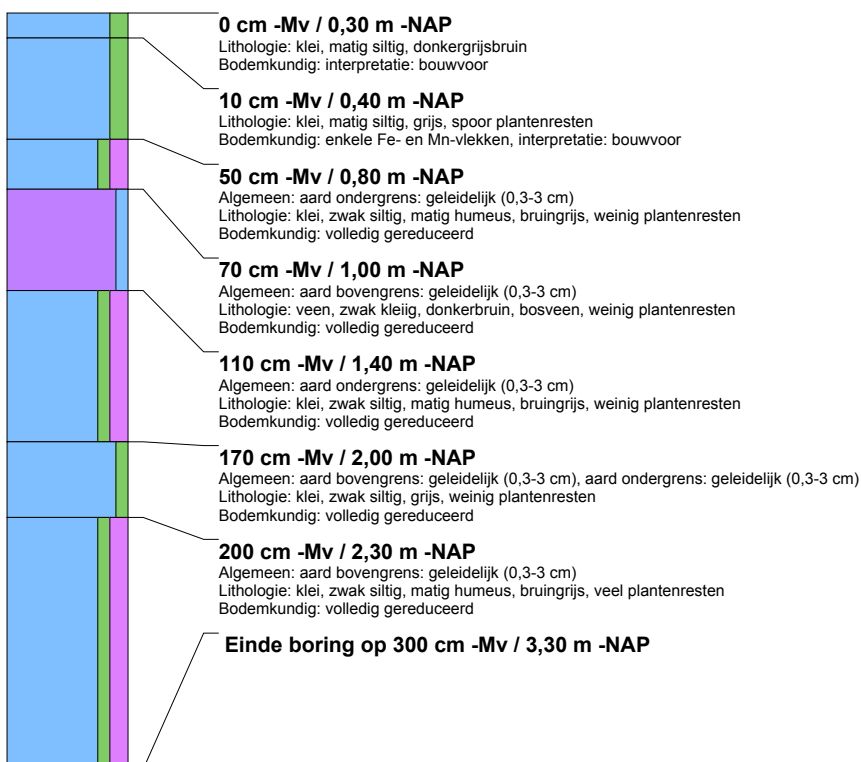 0 cm -Mv / 0,30 m -NAP
Lithologie: klei, matig siltig, donkergrijsbruin
Bodemkundig: interpretatie: bouwvoor
10 cm -Mv / 0,40 m -NAP
Lithologie: klei, matig siltig, grijs, spoor plantenresten
Bodemkundig: enkele Fe- en Mn-vlekken, interpretatie: bouwvoor
50 cm -Mv / 0,80 m -NAP
Algemeen: aard ondergrens: geleidelijk (0,3-3 cm)
Lithologie: klei, zwak siltig, matig humeus, bruingrijs, weinig plantenresten
Bodemkundig: volledig gereduceerd
70 cm -Mv / 1,00 m -NAP
Algemeen: aard bovengrens: geleidelijk (0,3-3 cm)
Lithologie: veen, zwak kleiig, donkerbruin, bosveen, weinig plantenresten
Bodemkundig: volledig gereduceerd
110 cm -Mv / 1,40 m -NAP
Algemeen: aard ondergrens: geleidelijk (0,3-3 cm)
Lithologie: klei, zwak siltig, matig humeus, bruingrijs, weinig plantenresten
Bodemkundig: volledig gereduceerd
170 cm -Mv / 2,00 m -NAP
Algemeen: aard bovengrens: geleidelijk (0,3-3 cm), aard ondergrens: geleidelijk (0,3-3 cm)
Lithologie: klei, zwak siltig, grijs, weinig plantenresten
Bodemkundig: volledig gereduceerd
200 cm -Mv / 2,30 m -NAP
Algemeen: aard bovengrens: geleidelijk (0,3-3 cm)
Lithologie: klei, zwak siltig, matig humeus, bruingrijs, veel plantenresten
Bodemkundig: volledig gereduceerd
Einde boring op 300 cm -Mv / 3,30 m -NAP